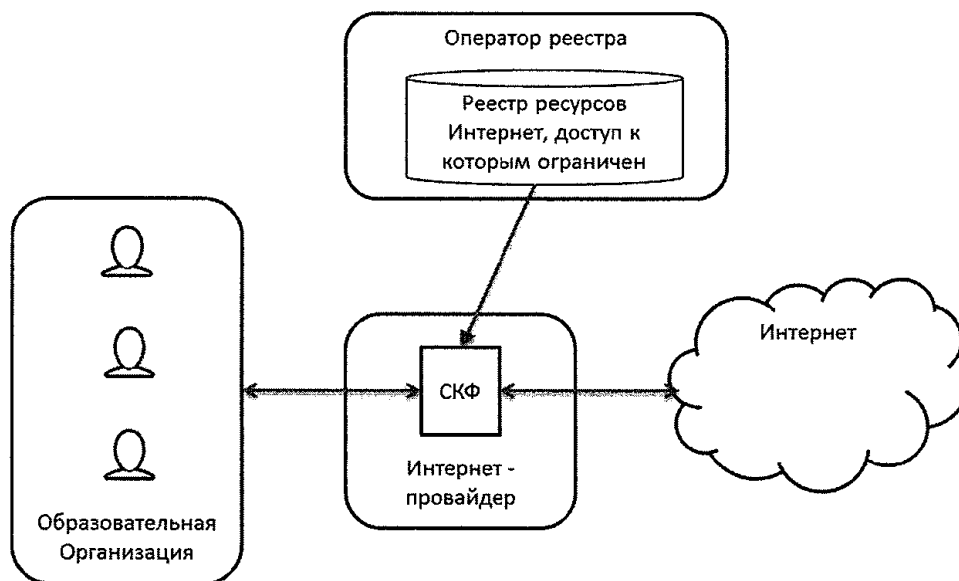 Оператор реестра
Реестр ресурсов
Интернет, доступ к
которым ограничен
Интернет
СКФ
Интернет -
провайдер
Образовательная
Организация